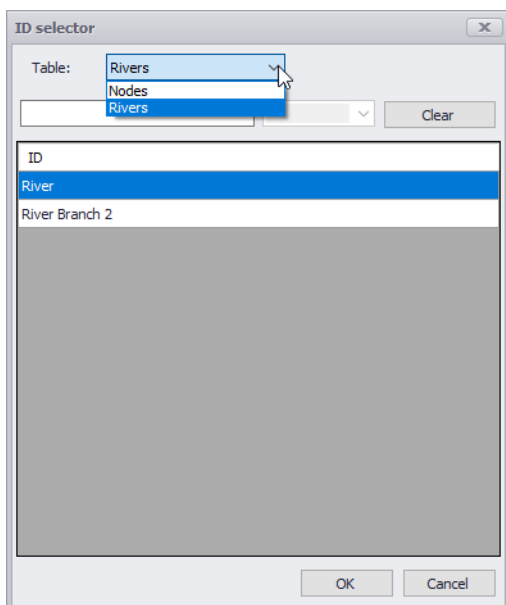 ID selector
Table: Rivers
Nodes
Rivers
Clear
ID
River
River Branch 2
OK Cancel